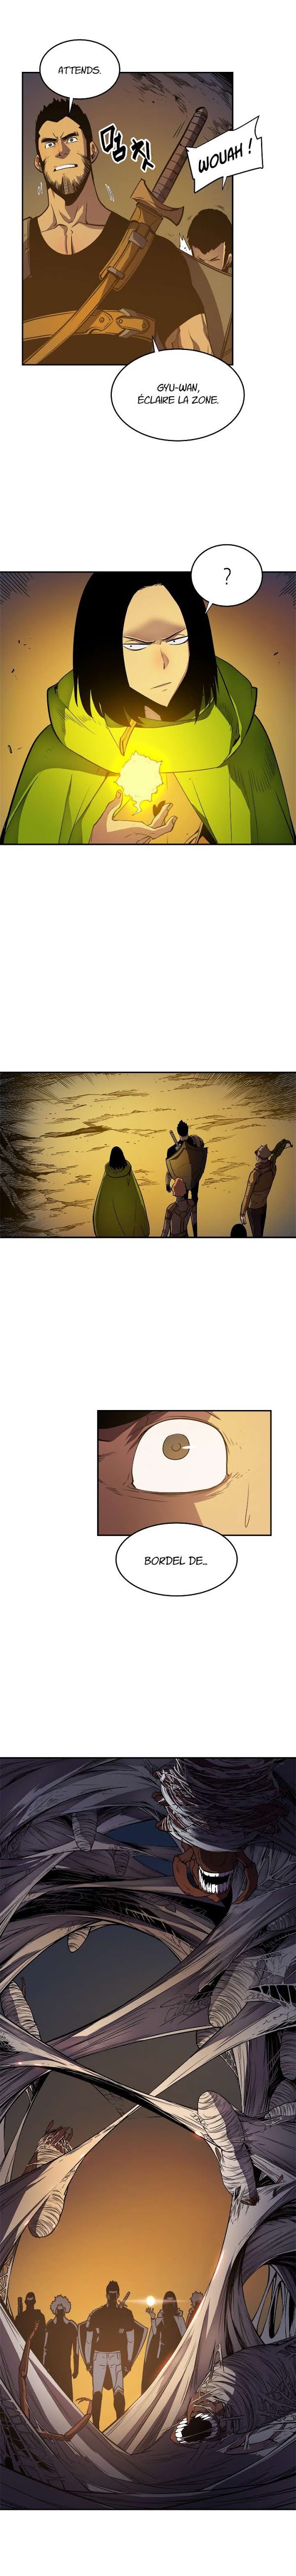 ATTENDS.
멈칫
WOUAH !
GYU-WAN,
ÉCLAIRE LA ZONE.
?
BORDEL DE..